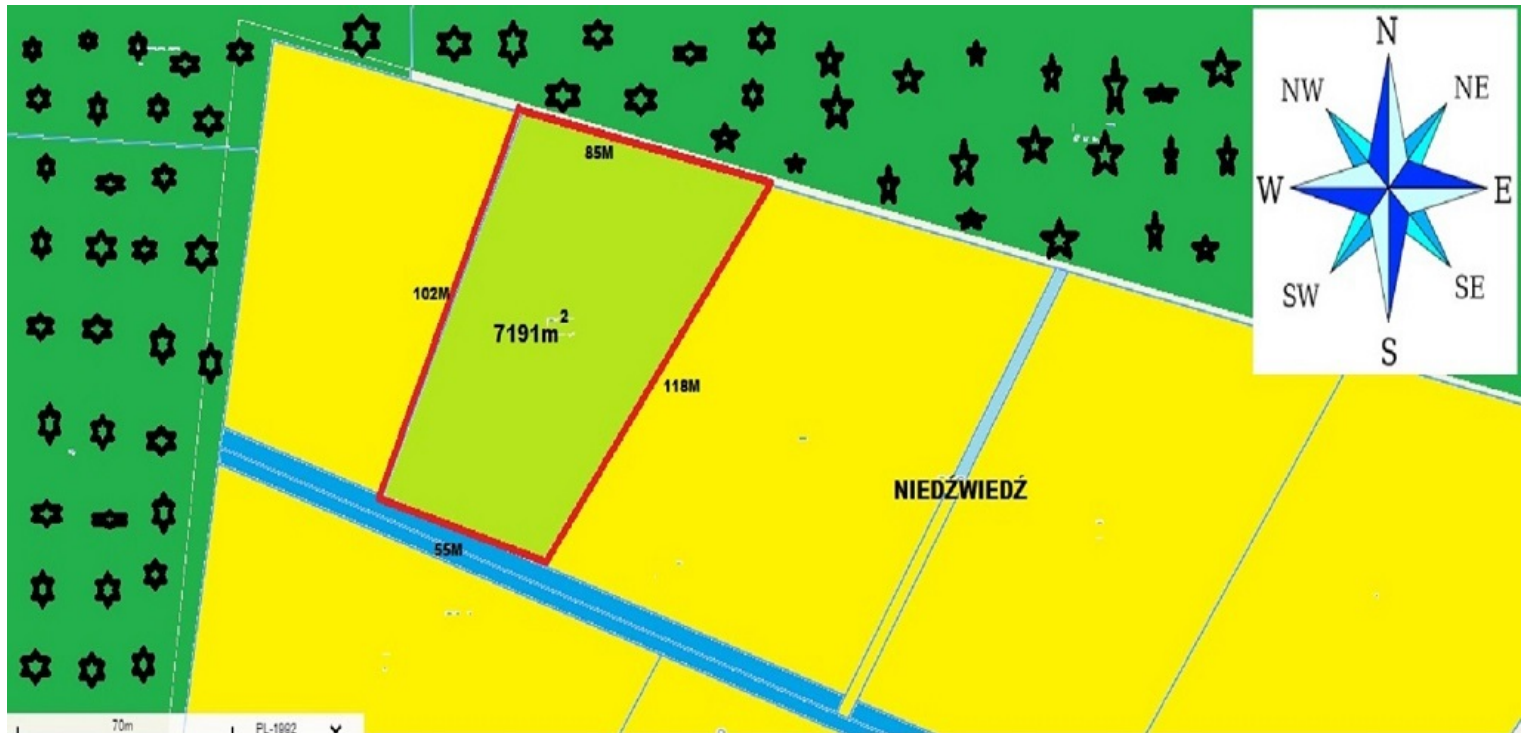 N
NW
NE
W
E
SW
SE
S
85M
102M
7191m²
118M
NIEDŹWIEDŹ
55M
70m
PL-1992
X